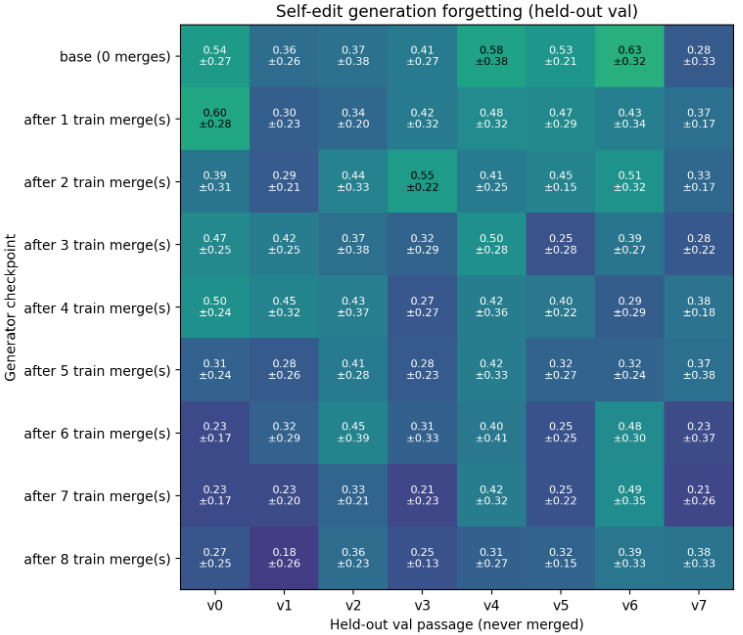 Self-edit generation forgetting (held-out val)
Generator checkpoint
base (0 merges)
0.54 0.36 0.37 0.41 0.58 0.53 0.63 0.28
±0.27 ±0.26 ±0.38 ±0.27 ±0.38 ±0.21 ±0.32 ±0.33
after 1 train merge(s)
0.60 0.30 0.34 0.42 0.48 0.47 0.43 0.37
±0.28 ±0.23 ±0.20 ±0.32 ±0.32 ±0.29 ±0.34 ±0.17
after 2 train merge(s)
0.39 0.29 0.44 0.55 0.41 0.45 0.51 0.33
±0.31 ±0.21 ±0.33 ±0.22 ±0.25 ±0.15 ±0.32 ±0.17
after 3 train merge(s)
0.47 0.42 0.37 0.32 0.50 0.25 0.39 0.28
±0.25 ±0.25 ±0.38 ±0.29 ±0.28 ±0.28 ±0.27 ±0.22
after 4 train merge(s)
0.50 0.45 0.43 0.27 0.42 0.40 0.29 0.38
±0.24 ±0.32 ±0.37 ±0.27 ±0.36 ±0.22 ±0.29 ±0.18
after 5 train merge(s)
0.31 0.28 0.41 0.28 0.42 0.32 0.32 0.37
±0.24 ±0.26 ±0.28 ±0.23 ±0.33 ±0.27 ±0.24 ±0.38
after 6 train merge(s)
0.23 0.32 0.45 0.31 0.40 0.25 0.48 0.23
±0.17 ±0.29 ±0.39 ±0.33 ±0.41 ±0.25 ±0.30 ±0.37
after 7 train merge(s)
0.23 0.23 0.33 0.21 0.42 0.25 0.49 0.21
±0.17 ±0.20 ±0.21 ±0.23 ±0.32 ±0.22 ±0.35 ±0.26
after 8 train merge(s)
0.27 0.18 0.36 0.25 0.31 0.32 0.39 0.38
±0.25 ±0.26 ±0.23 ±0.13 ±0.27 ±0.15 ±0.33 ±0.33
v0 v1 v2 v3 v4 v5 v6 v7
Held-out val passage (never merged)